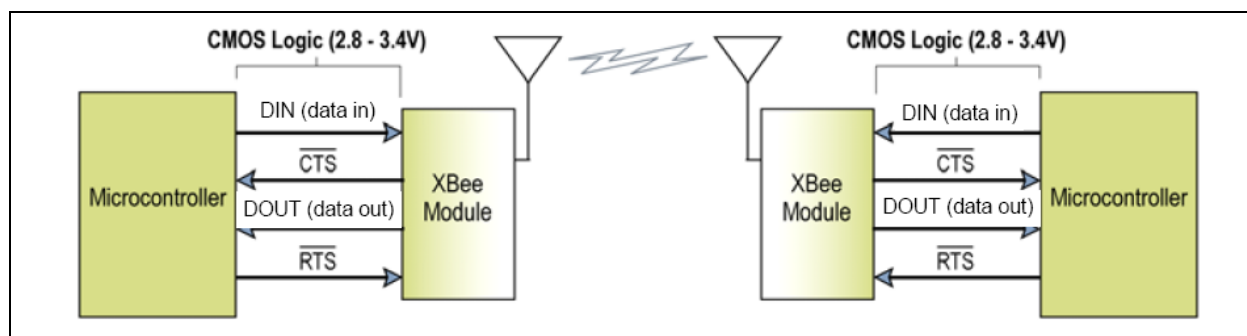 CMOS Logic (2.8 - 3.4V)
CMOS Logic (2.8 - 3.4V)
DIN (data in)
CTS
Microcontroller
DOUT (data out)
RTS
XBee
Module
XBee
Module
DIN (data in)
CTS
DOUT (data out)
Microcontroller
RTS